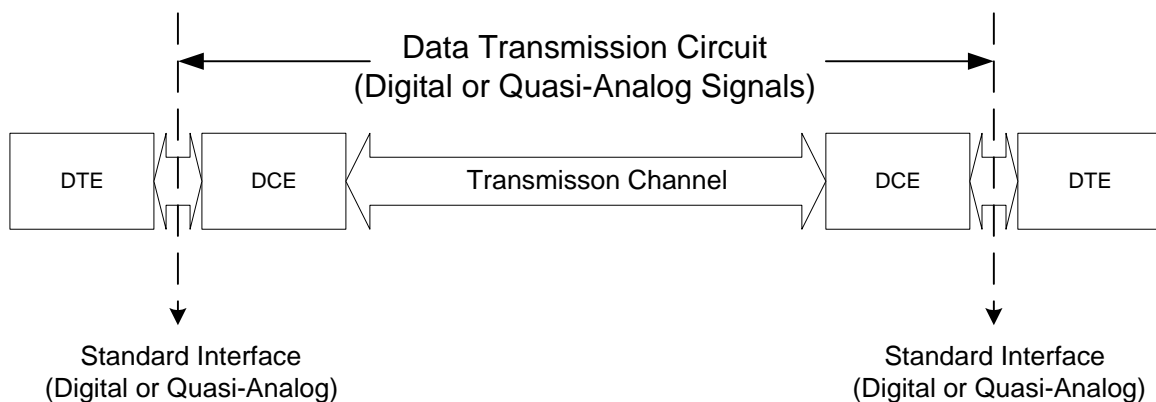 Data Transmission Circuit
(Digital or Quasi-Analog Signals)
DTE
DCE
Transmisson Channel
DCE
DTE
Standard Interface
(Digital or Quasi-Analog)
Standard Interface
(Digital or Quasi-Analog)